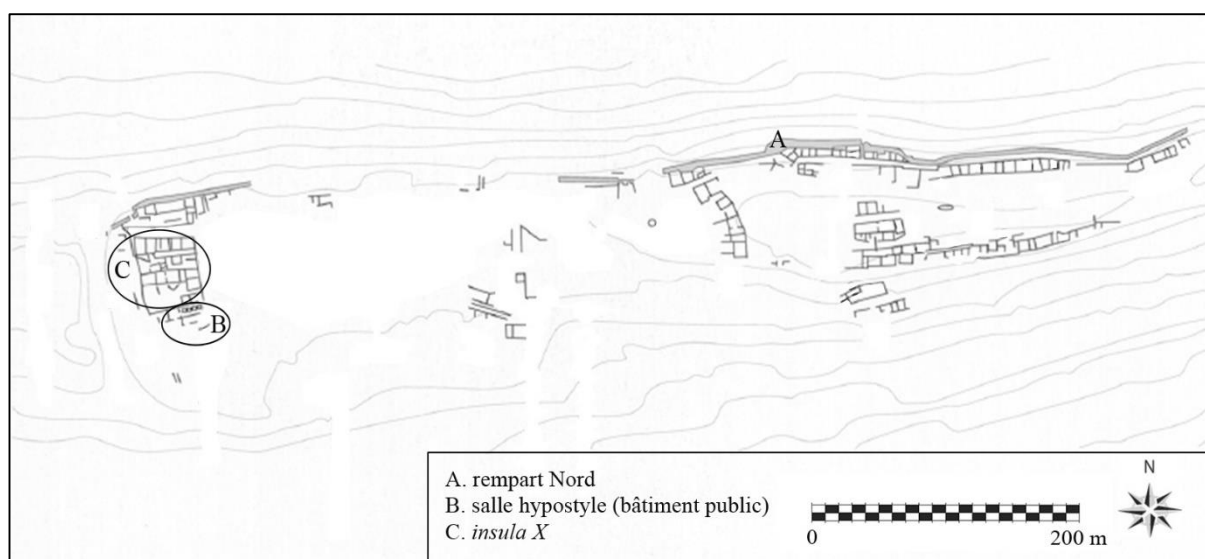 A
C
B
A. rempart Nord
B. salle hypostyle (bâtiment public)
C. insula X
N
0 200 m